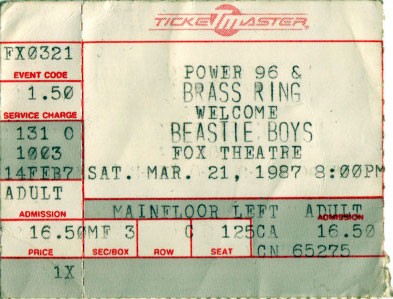 TICKETMASTER
FX0321
EVENT CODE
1.50
SERVICE CHARGE
131 O
1003
14FEB7
ADULT
ADMISSION
16.50
PRICE
1X
POWER 96 &
BRASS RING
WELCOME
BEASTIE BOYS
FOX THEATRE
SAT. MAR. 21, 1987 8:00PM
MAINFLOOR LEFT ADULT
ADMISSION
MF 3 C 125 CA 16.50
SEC/BOX ROW SEAT
CN 65275